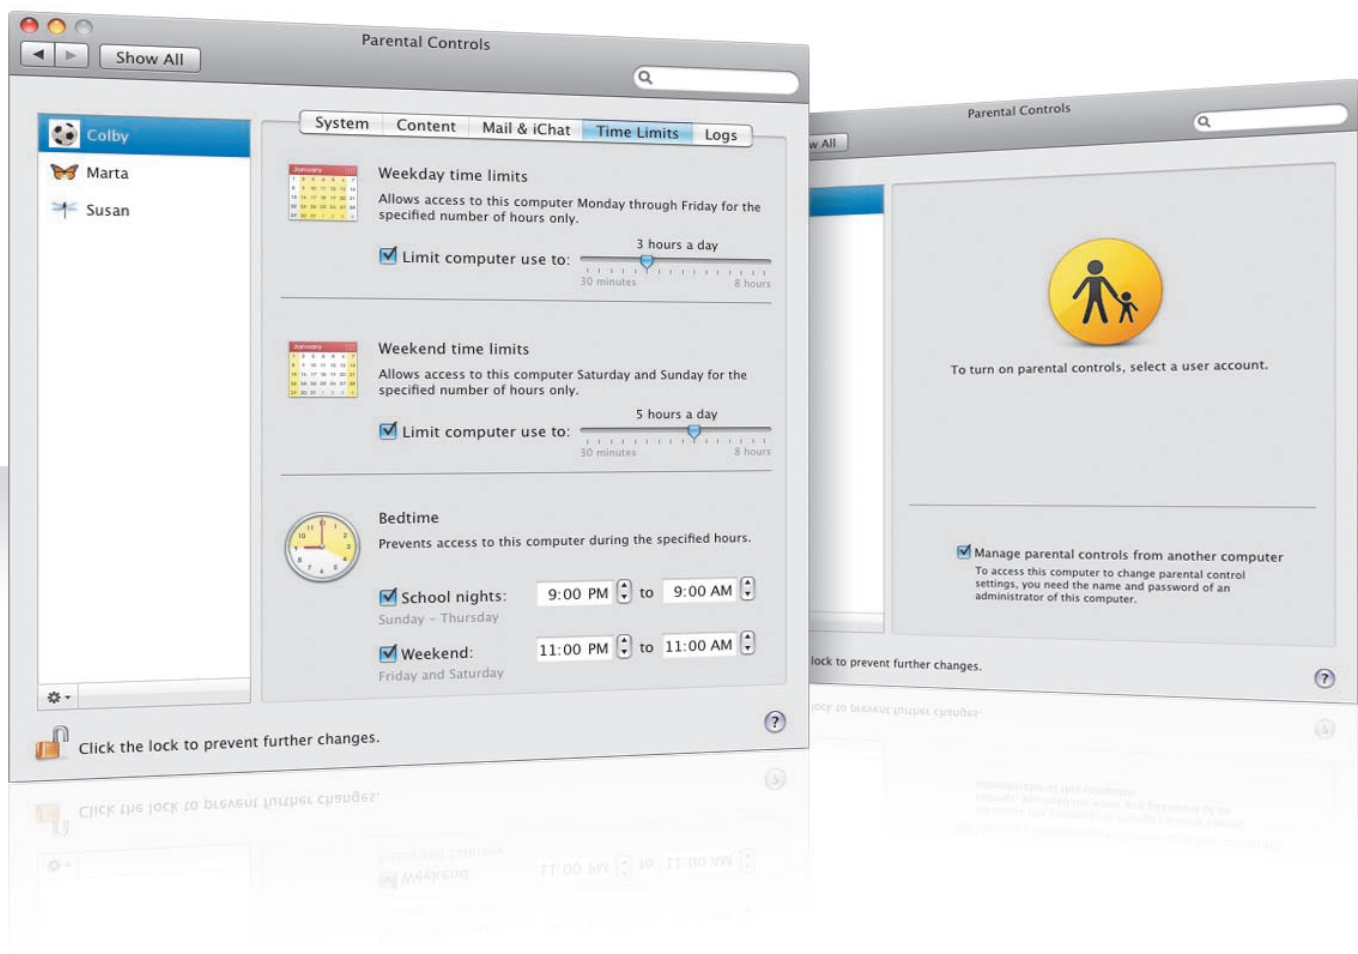 Parental Controls
Show All
Colby
Marta
Susan
System
Content
Mail & iChat
Time Limits
Logs
January
Weekday time limits
Allows access to this computer Monday through Friday for the
specified number of hours only.
3 hours a day
Limit computer use to:
30 minutes
8 hours
January
Weekend time limits
Allows access to this computer Saturday and Sunday for the
specified number of hours only.
5 hours a day
Limit computer use to:
30 minutes
8 hours
Bedtime
Prevents access to this computer during the specified hours.
School nights:
9:00 PM to 9:00 AM
Sunday – Thursday
Weekend:
11:00 PM to 11:00 AM
Friday and Saturday
Click the lock to prevent further changes.
?
Parental Controls
w All
To turn on parental controls, select a user account.
Manage parental controls from another computer
To access this computer to change parental control
settings, you need the name and password of an
administrator of this computer.
lock to prevent further changes.
?